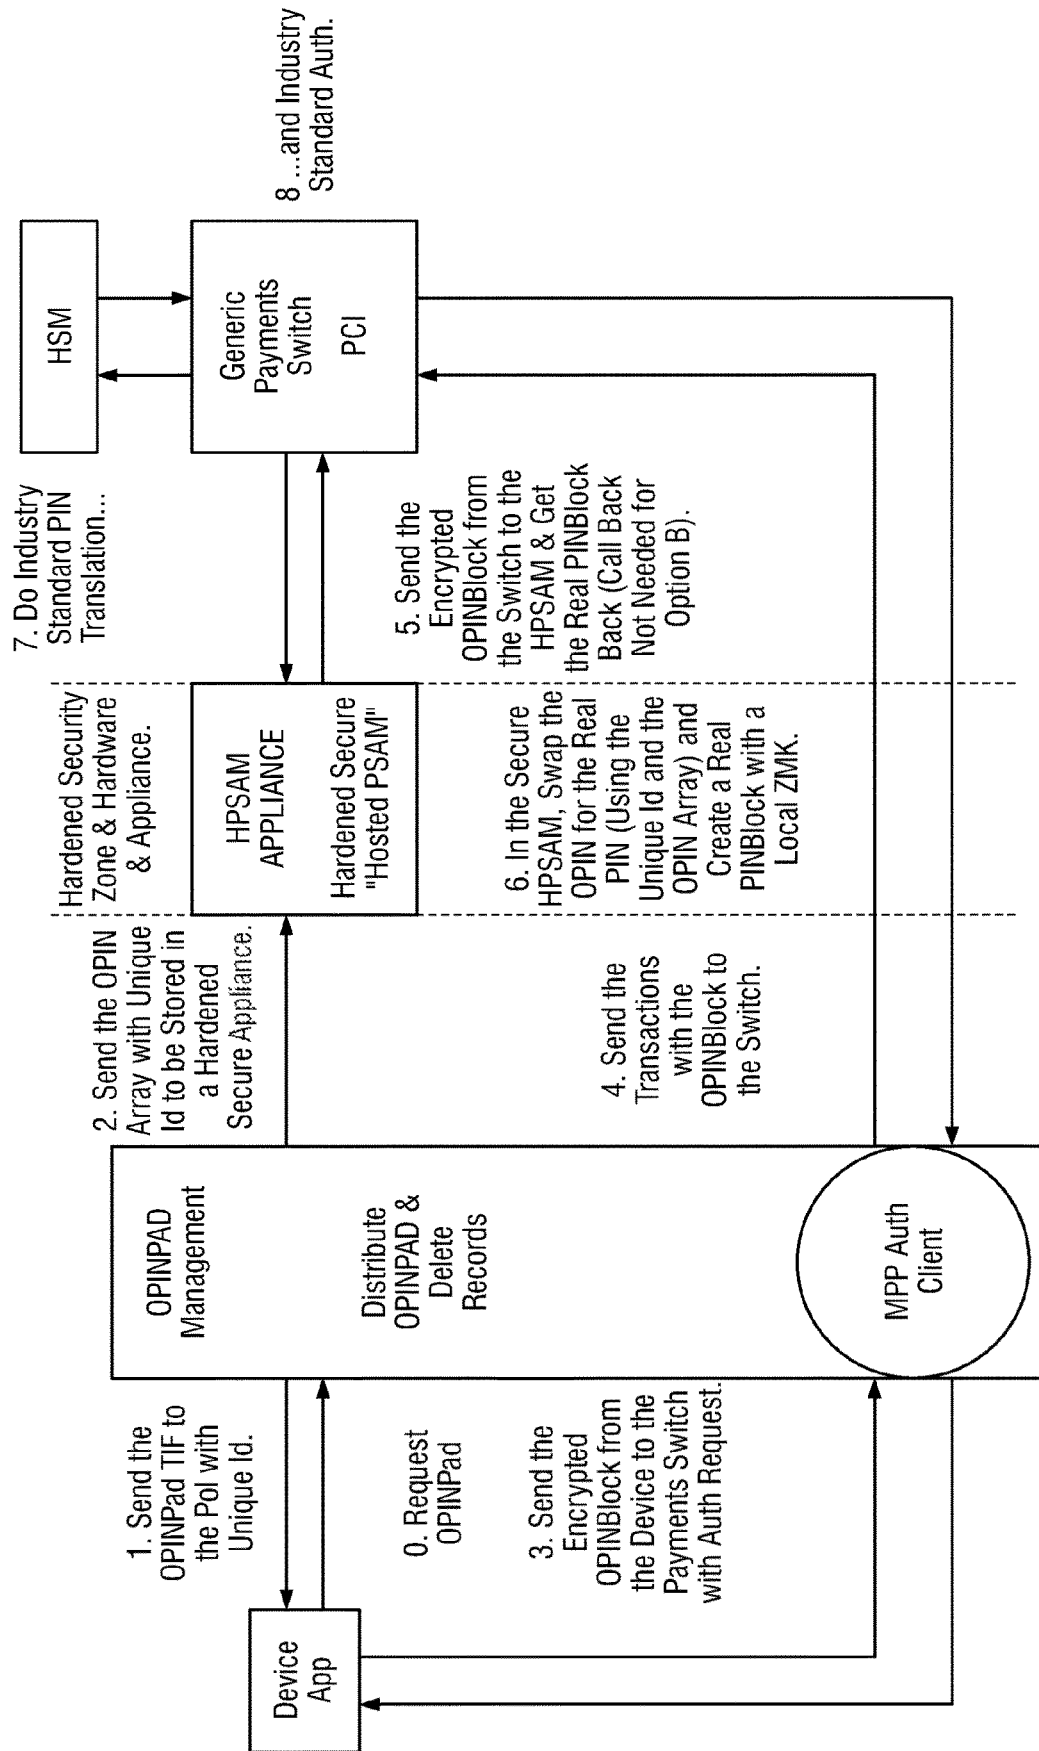 Device
App
1. Send the
OPINPad TIF to
the PoI with
Unique Id.
0. Request
OPINPad
3. Send the
Encrypted
OPINBlock from
the Device to the
Payments Switch
with Auth Request.
OPINPAD
Management
Distribute
OPINPAD &
Delete
Records
MPP Auth
Client
2. Send the OPIN
Array with Unique
Id to be Stored in
a Hardened
Secure Appliance.
4. Send the
Transactions
with the
OPINBlock to
the Switch.
Hardened Security
Zone & Hardware
& Appliance.
HPSAM
APPLIANCE
Hardened Secure
"Hosted PSAM"
6. In the Secure
HPSAM, Swap the
OPIN for the Real
PIN (Using the
Unique Id and the
OPIN Array) and
Create a Real
PINBlock with a
Local ZMK.
7. Do Industry
Standard PIN
Translation...
5. Send the
Encrypted
OPINBlock from
the Switch to the
HPSAM & Get
the Real PINBlock
Back (Call Back
Not Needed for
Option B).
HSM
Generic
Payments
Switch
PCI
8 ...and Industry
Standard Auth.